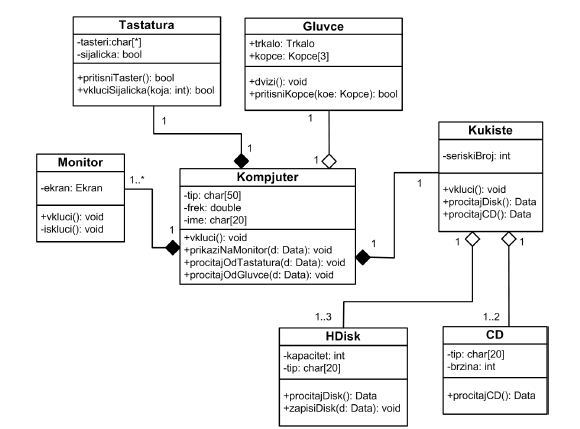 Tastatura
-tasteri:char[*]
-sijalicka: bool
+pritisniTaster(): bool
+vkluciSijalicka(koja: int): bool
Gluvce
+trkalo: Trkalo
+kopce: Kopce[3]
+dvizi(): void
+pritisniKopce(koe: Kopce): bool
1
1
1
1
Kukiste
-seriskiBroj: int
+vkluci(): void
+procitajDisk(): Data
+procitajCD(): Data
Monitor
-ekran: Ekran
+vkluci(): void
-iskluci(): void
1..*
1
Kompjuter
-tip: char[50]
-frek: double
-ime: char[20]
+vkluci(): void
+prikaziNaMonitor(d: Data): void
+procitajOdTastatura(d: Data): void
+procitajOdGluvce(d: Data): void
1
1
1
1
1..3
1..2
HDisk
-kapacitet: int
-tip: char[20]
+procitajDisk(): Data
+zapisiDisk(d: Data): void
CD
-tip: char[20]
-brzina: int
+procitajCD(): Data